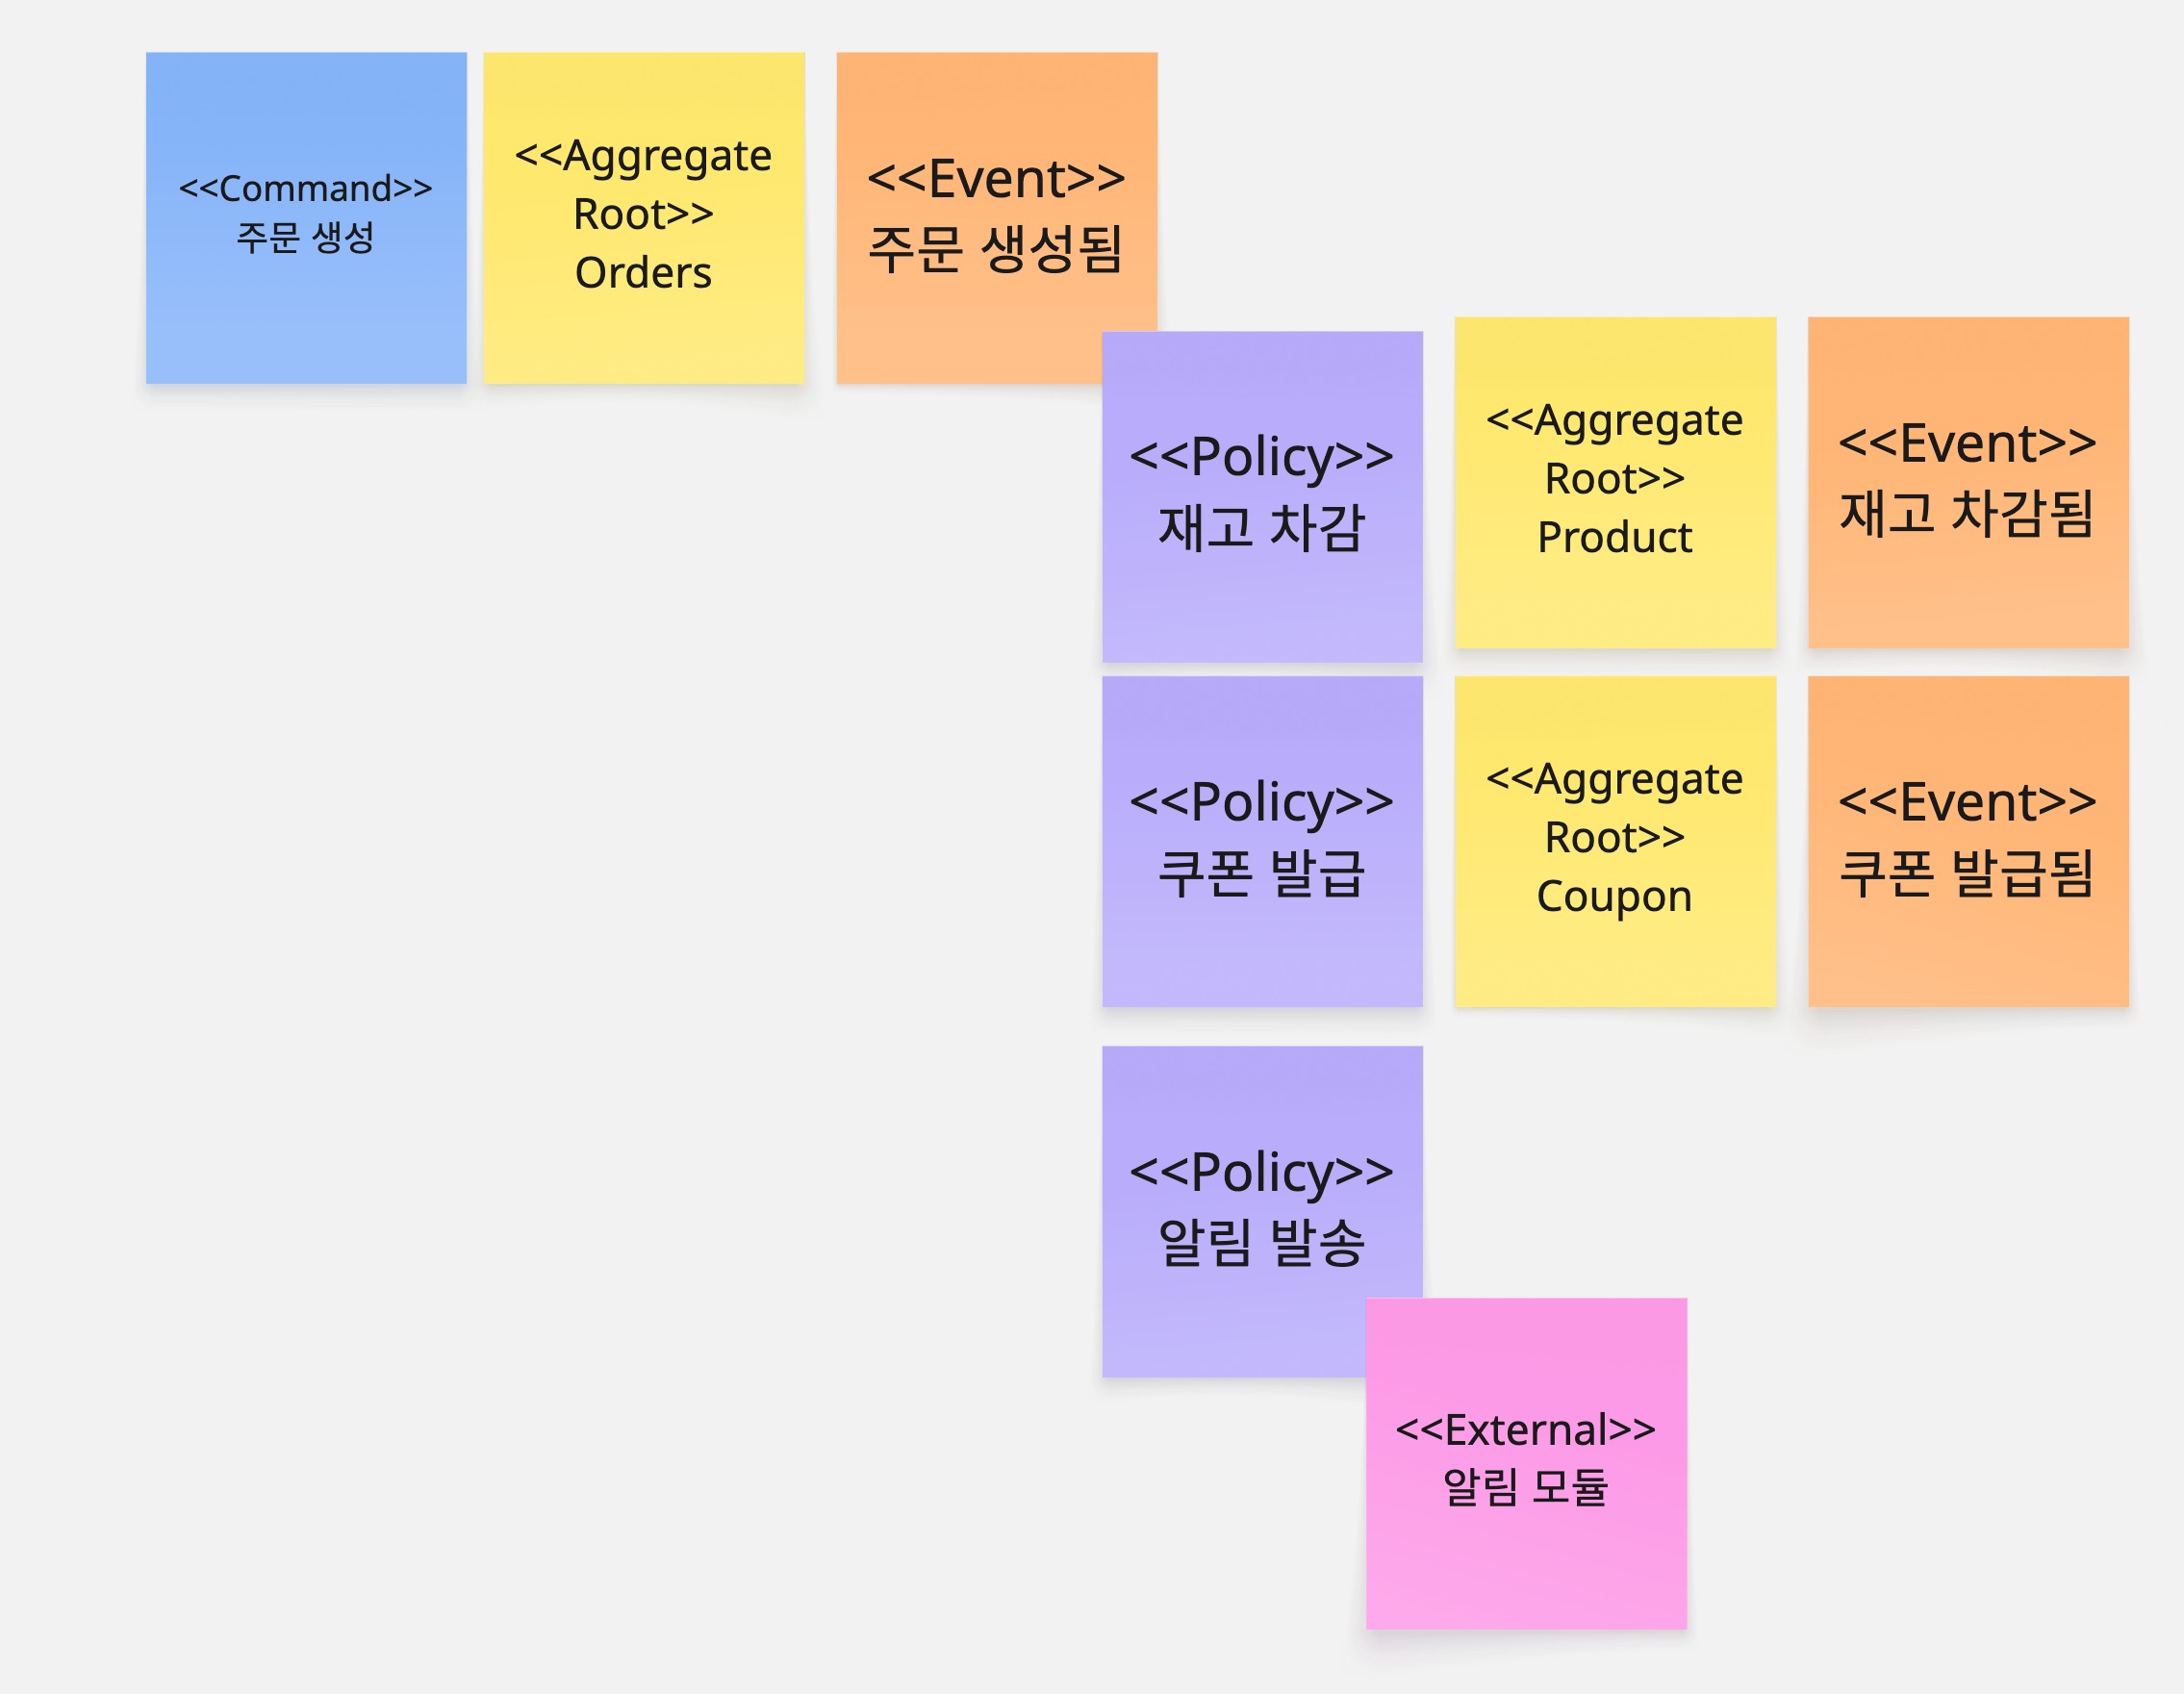 <<Command>>
주문 생성
<<Aggregate
Root>>
Orders
<<Event>>
주문 생성됨
<<Policy>>
재고 차감
<<Aggregate
Root>>
Product
<<Event>>
재고 차감됨
<<Policy>>
쿠폰 발급
<<Aggregate
Root>>
Coupon
<<Event>>
쿠폰 발급됨
<<Policy>>
알림 발송
<<External>>
알림 모듈